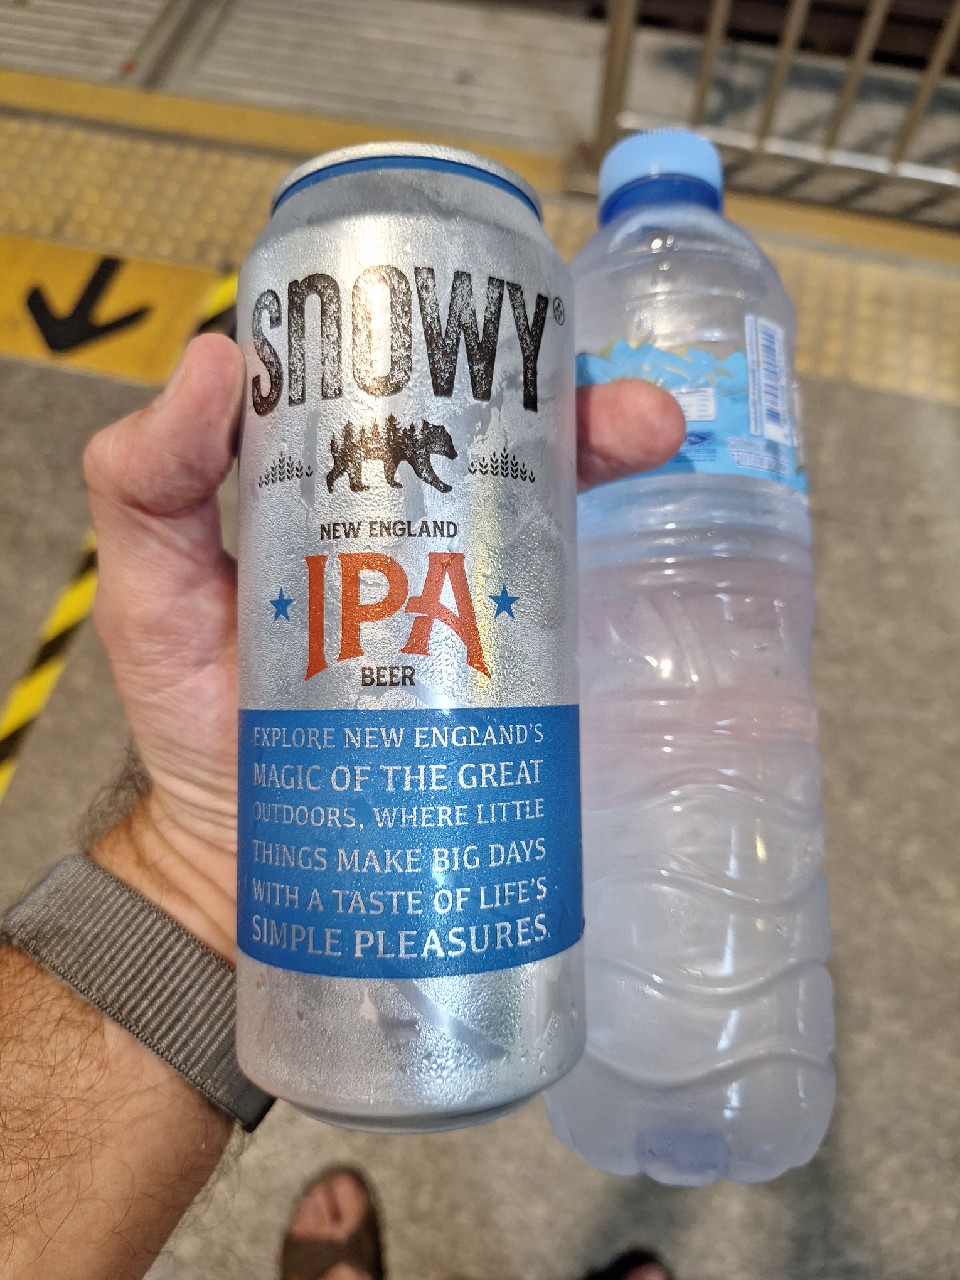 SNOWY®
NEW ENGLAND
IPA
BEER
EXPLORE NEW ENGLAND'S
MAGIC OF THE GREAT
OUTDOORS, WHERE LITTLE
THINGS MAKE BIG DAYS
WITH A TASTE OF LIFE'S
SIMPLE PLEASURES.